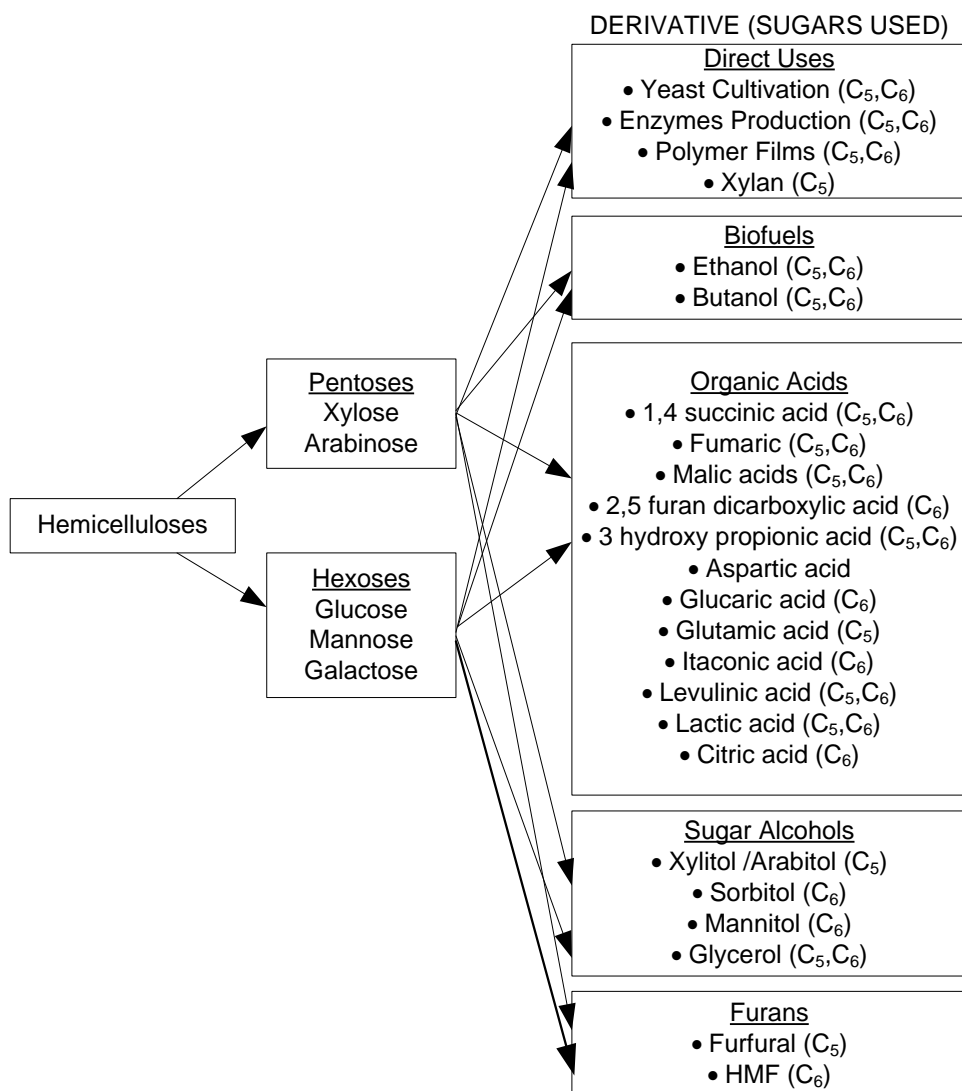 DERIVATIVE (SUGARS USED)
Direct Uses
• Yeast Cultivation (C₅,C₆)
• Enzymes Production (C₅,C₆)
• Polymer Films (C₅,C₆)
• Xylan (C₅)
Biofuels
• Ethanol (C₅,C₆)
• Butanol (C₅,C₆)
Pentoses
Xylose
Arabinose
Hemicelluloses
Hexoses
Glucose
Mannose
Galactose
Organic Acids
• 1,4 succinic acid (C₅,C₆)
• Fumaric (C₅,C₆)
• Malic acids (C₅,C₆)
• 2,5 furan dicarboxylic acid (C₆)
• 3 hydroxy propionic acid (C₅,C₆)
• Aspartic acid
• Glucaric acid (C₆)
• Glutamic acid (C₅)
• Itaconic acid (C₆)
• Levulinic acid (C₅,C₆)
• Lactic acid (C₅,C₆)
• Citric acid (C₆)
Sugar Alcohols
• Xylitol /Arabitol (C₅)
• Sorbitol (C₆)
• Mannitol (C₆)
• Glycerol (C₅,C₆)
Furans
• Furfural (C₅)
• HMF (C₆)